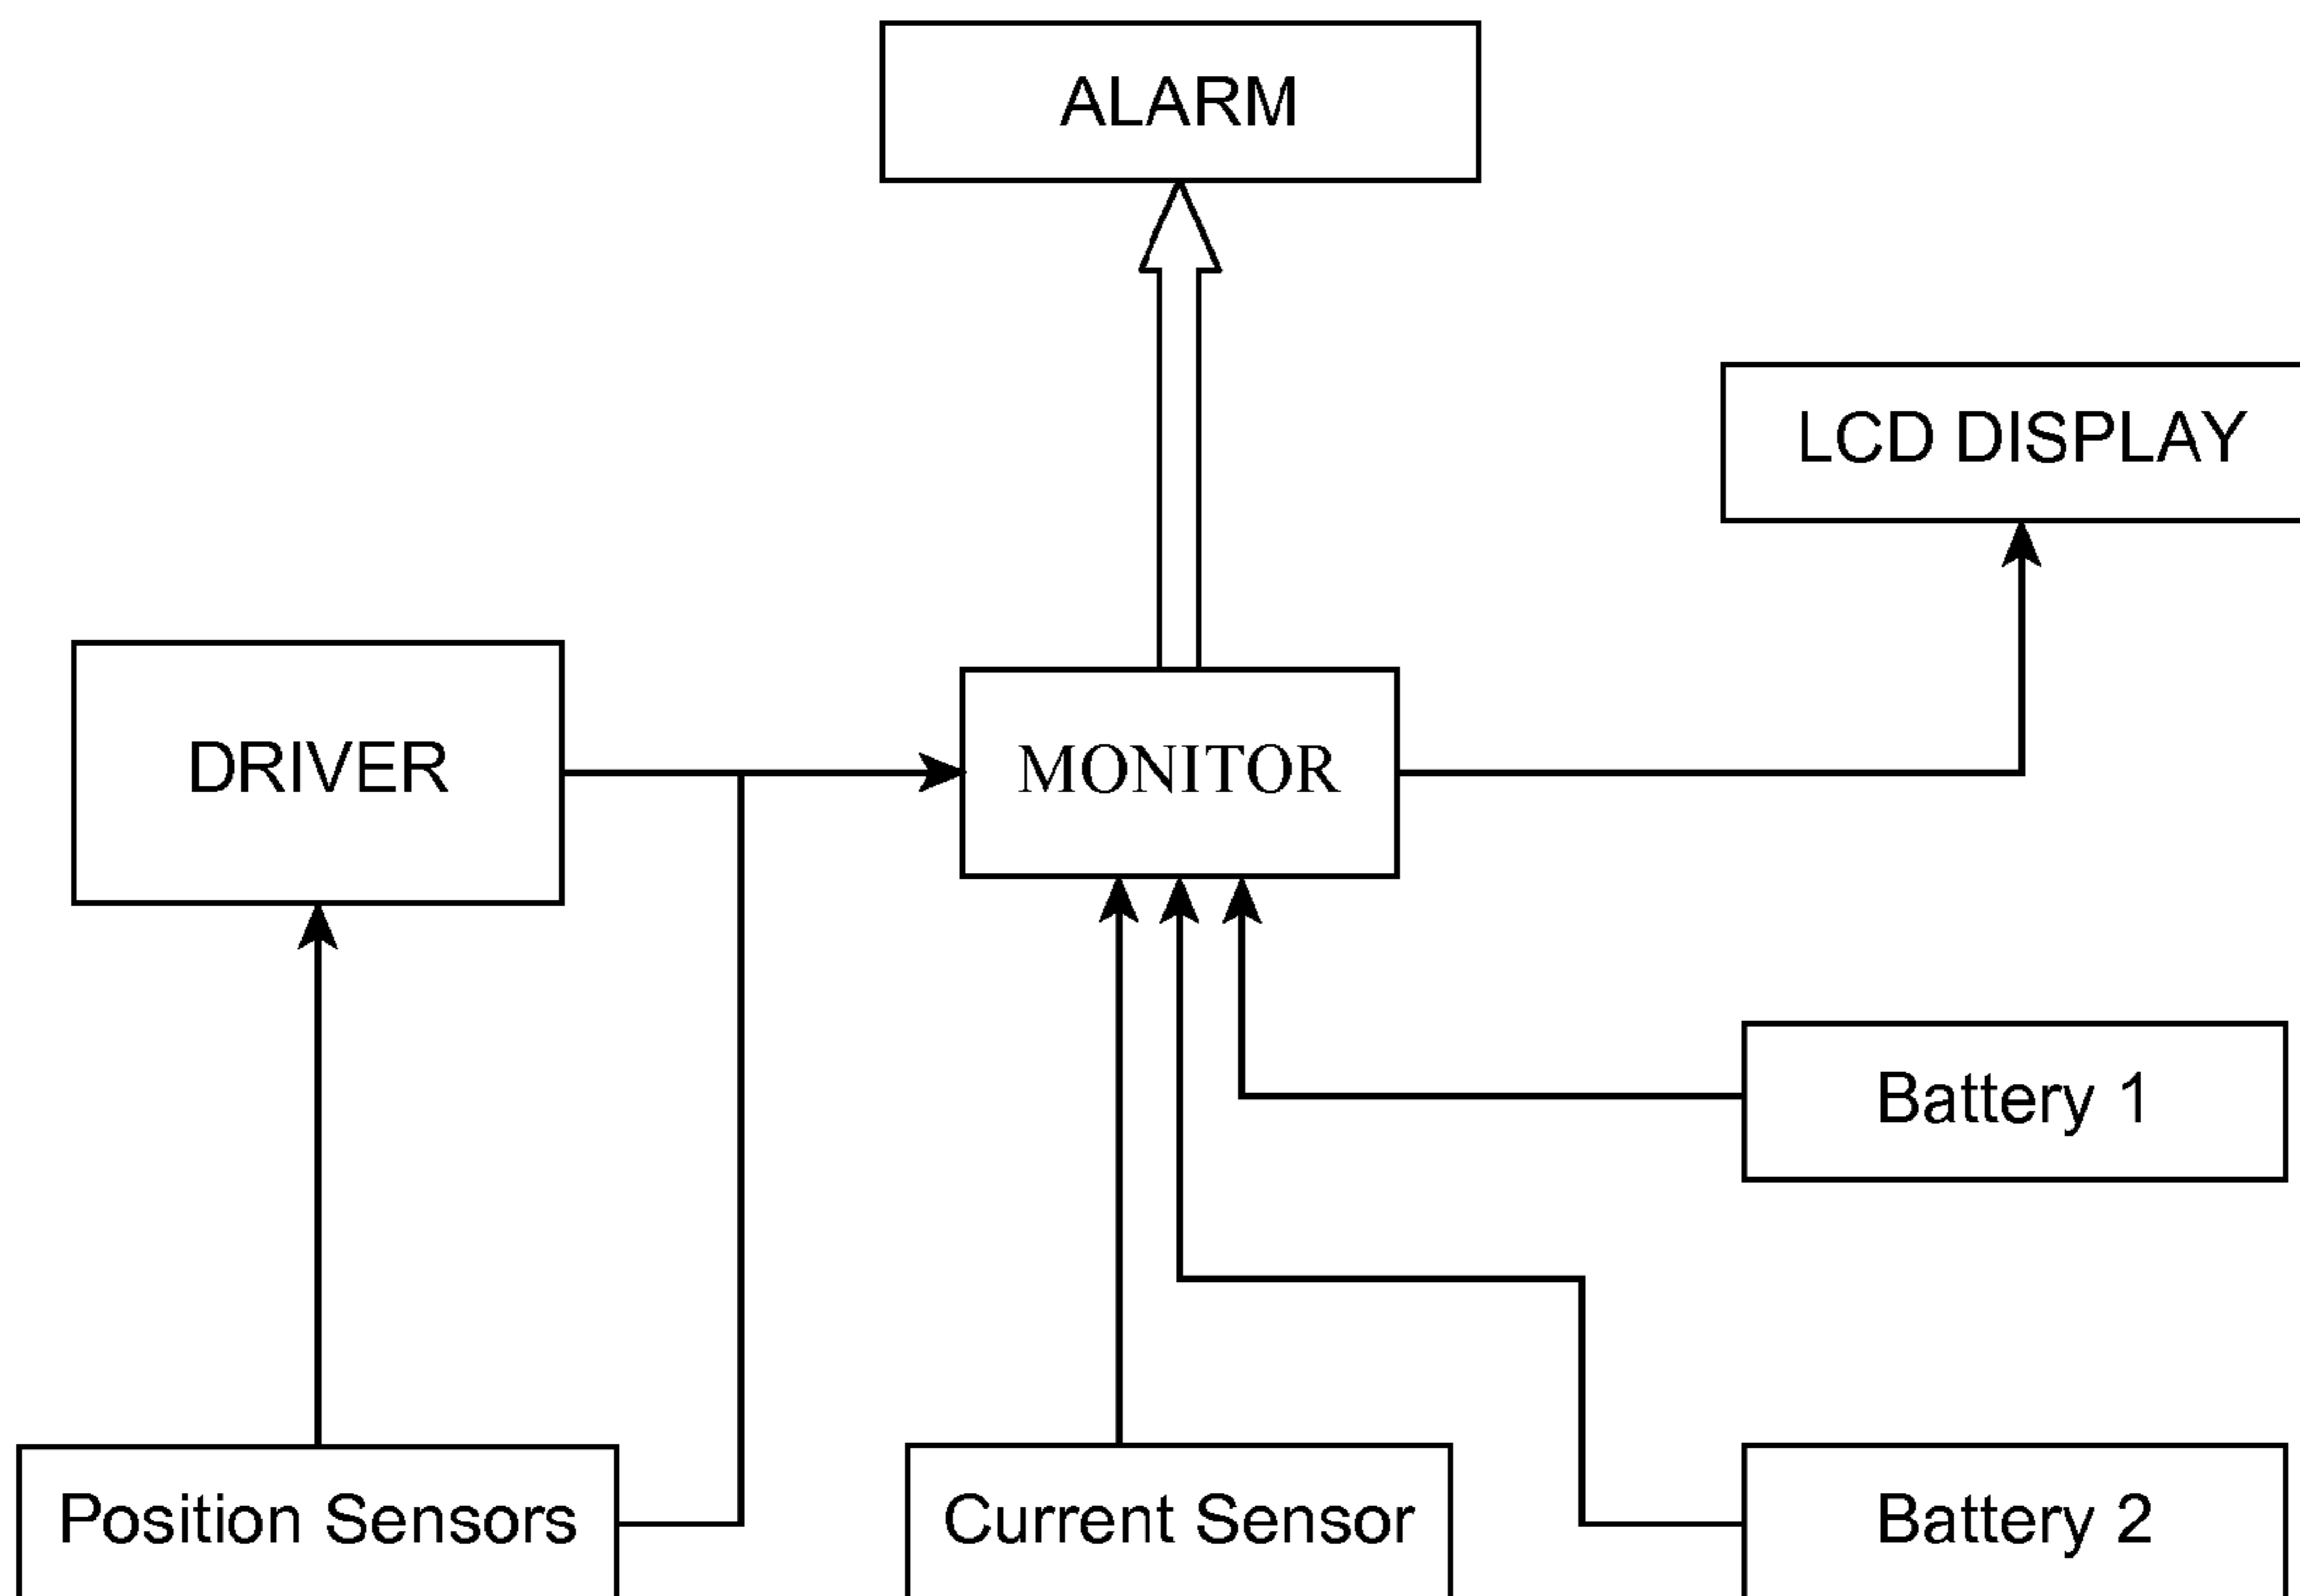 ALARM
LCD DISPLAY
DRIVER
MONITOR
Battery 1
Position Sensors
Current Sensor
Battery 2